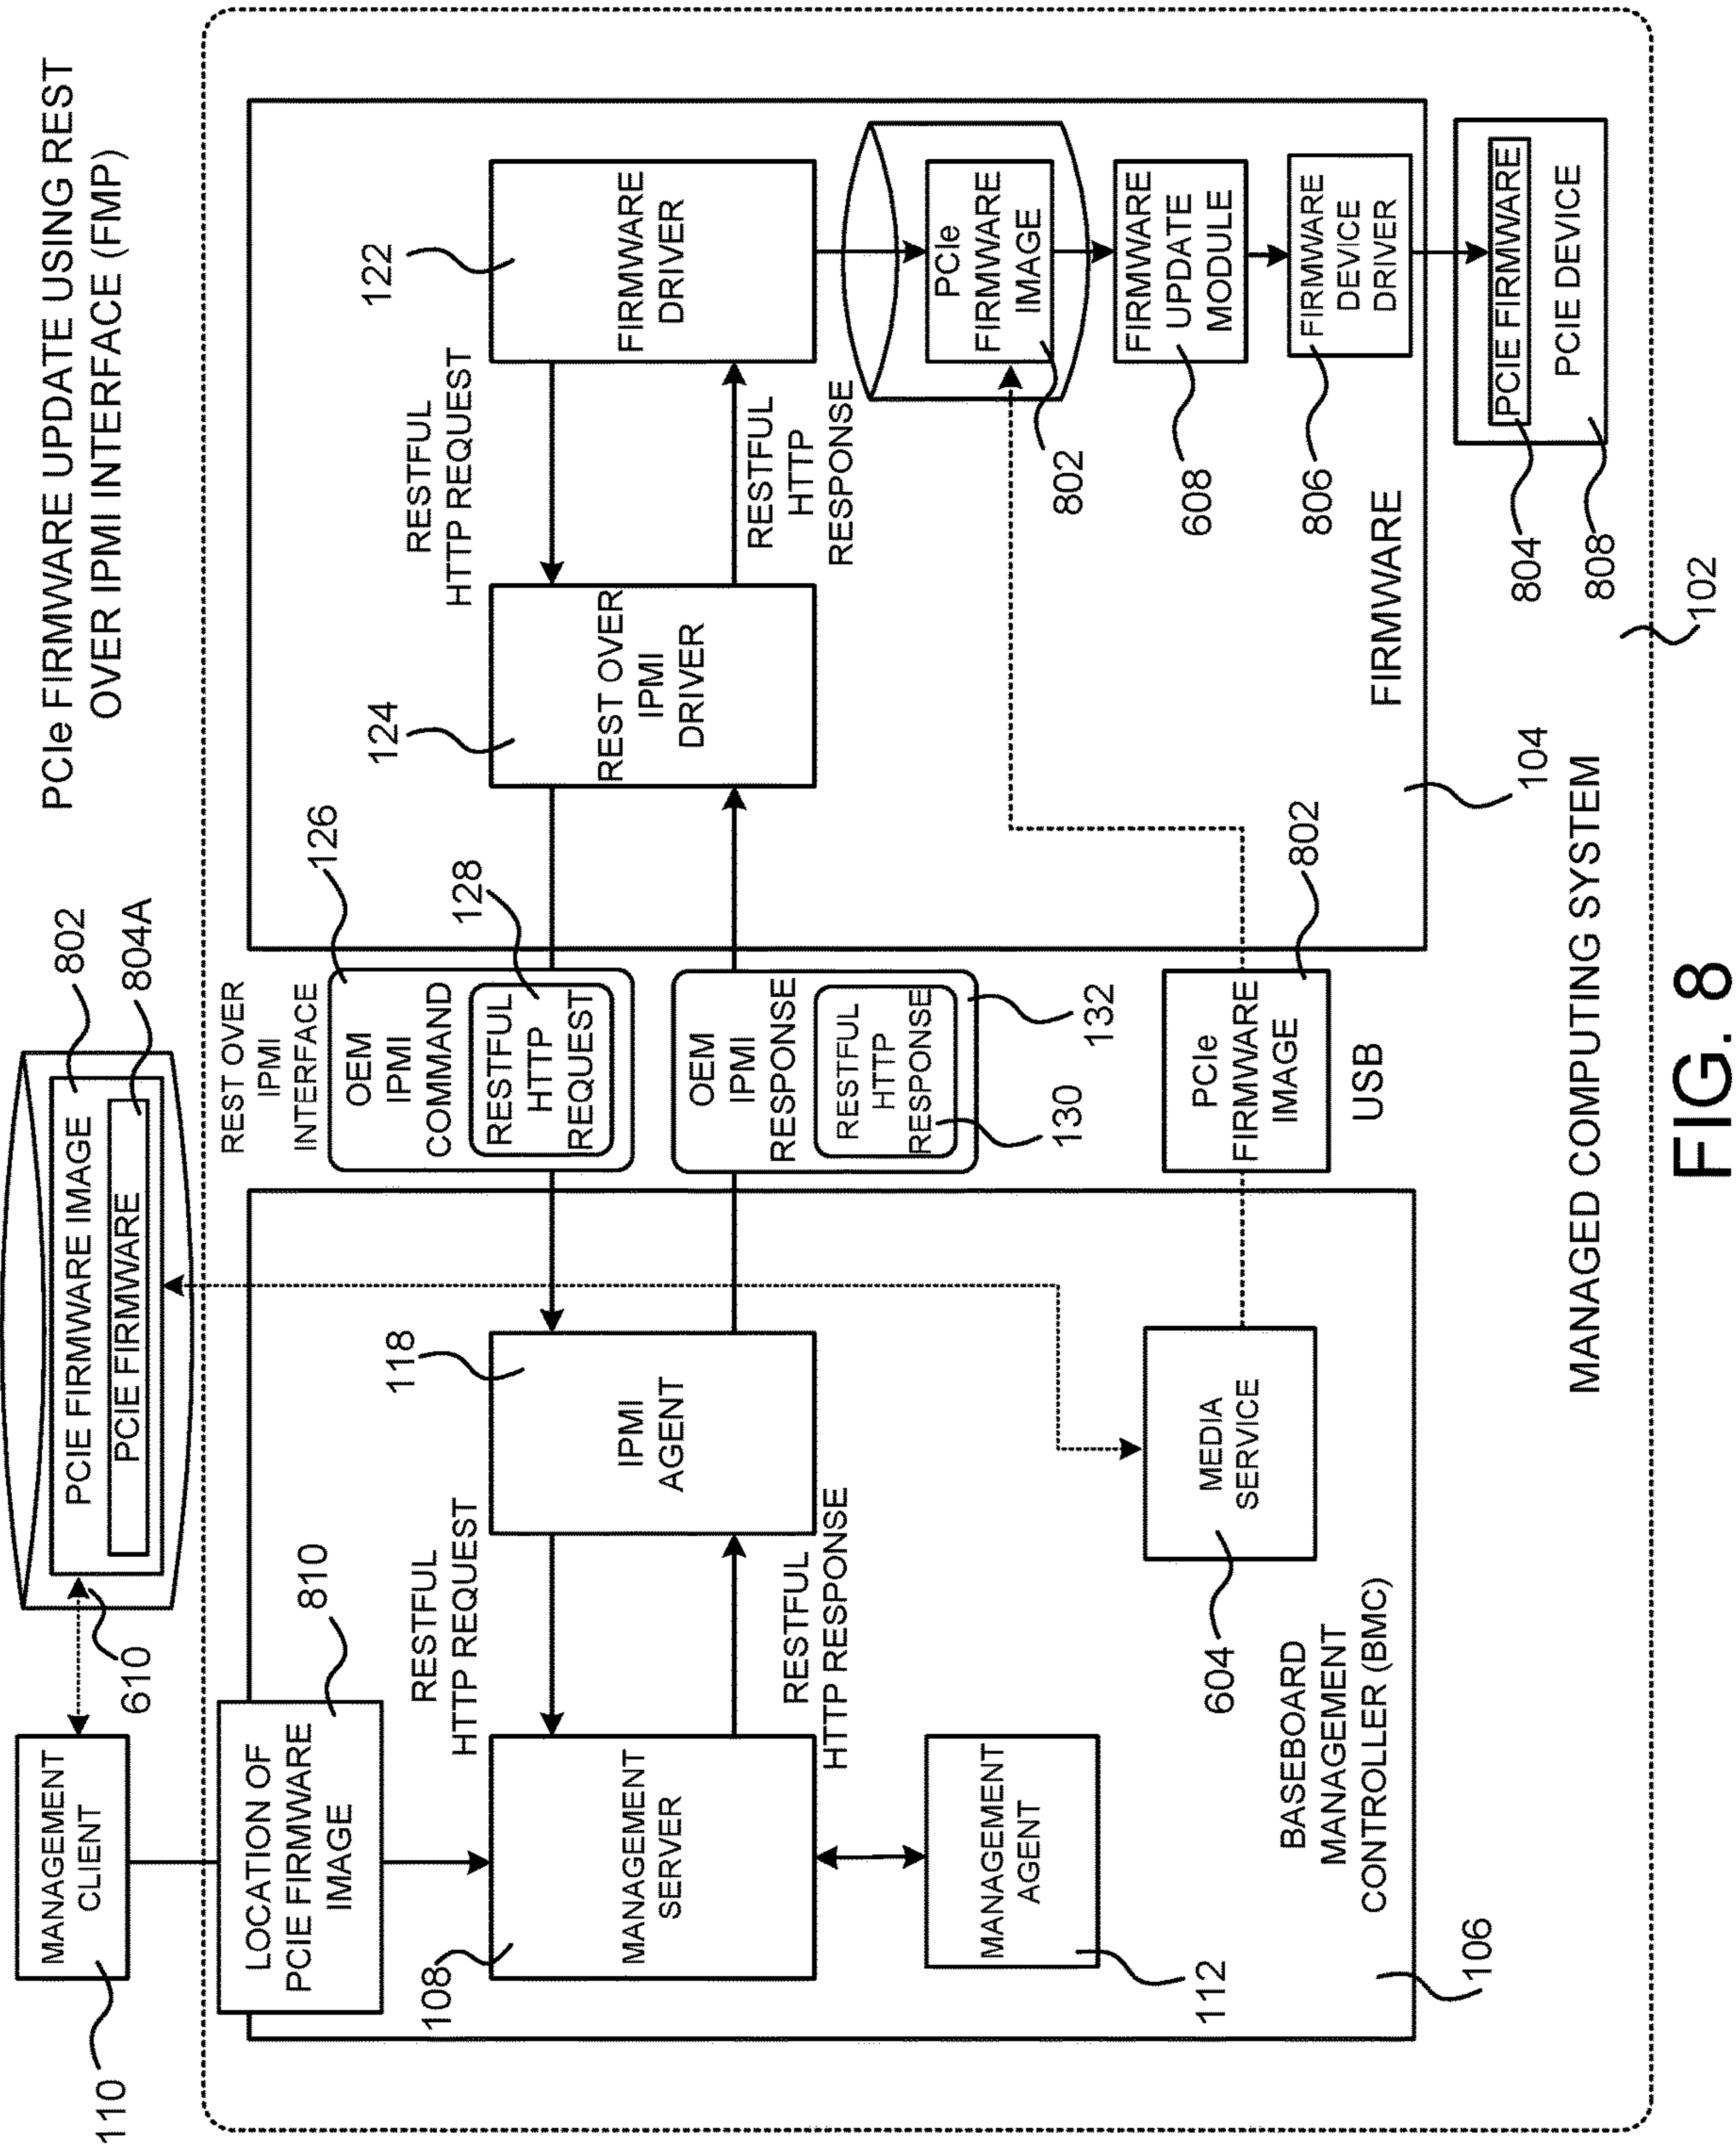 PCIe FIRMWARE UPDATE USING REST
OVER IPMI INTERFACE (FMP)
110
MANAGEMENT
CLIENT
610
PCIE FIRMWARE IMAGE
PCIE FIRMWARE
802
804A
LOCATION OF
PCIE FIRMWARE
IMAGE
810
REST OVER
IPMI
INTERFACE
126
OEM
IPMI
COMMAND
128
RESTFUL
HTTP
REQUEST
108
MANAGEMENT
SERVER
RESTFUL
HTTP REQUEST
RESTFUL
HTTP RESPONSE
118
IPMI
AGENT
OEM
IPMI
RESPONSE
RESTFUL
HTTP
RESPONSE
130
132
124
REST OVER
IPMI
DRIVER
RESTFUL
HTTP REQUEST
RESTFUL
HTTP
RESPONSE
122
FIRMWARE
DRIVER
MANAGEMENT
AGENT
112
604
MEDIA
SERVICE
PCIe
FIRMWARE
IMAGE
802
USB
PCIe
FIRMWARE
IMAGE
802
FIRMWARE
UPDATE
MODULE
608
FIRMWARE
DEVICE
DRIVER
806
BASEBOARD
MANAGEMENT
CONTROLLER (BMC)
106
FIRMWARE
104
PCIE FIRMWARE
PCIE DEVICE
804
808
MANAGED COMPUTING SYSTEM
102
FIG. 8